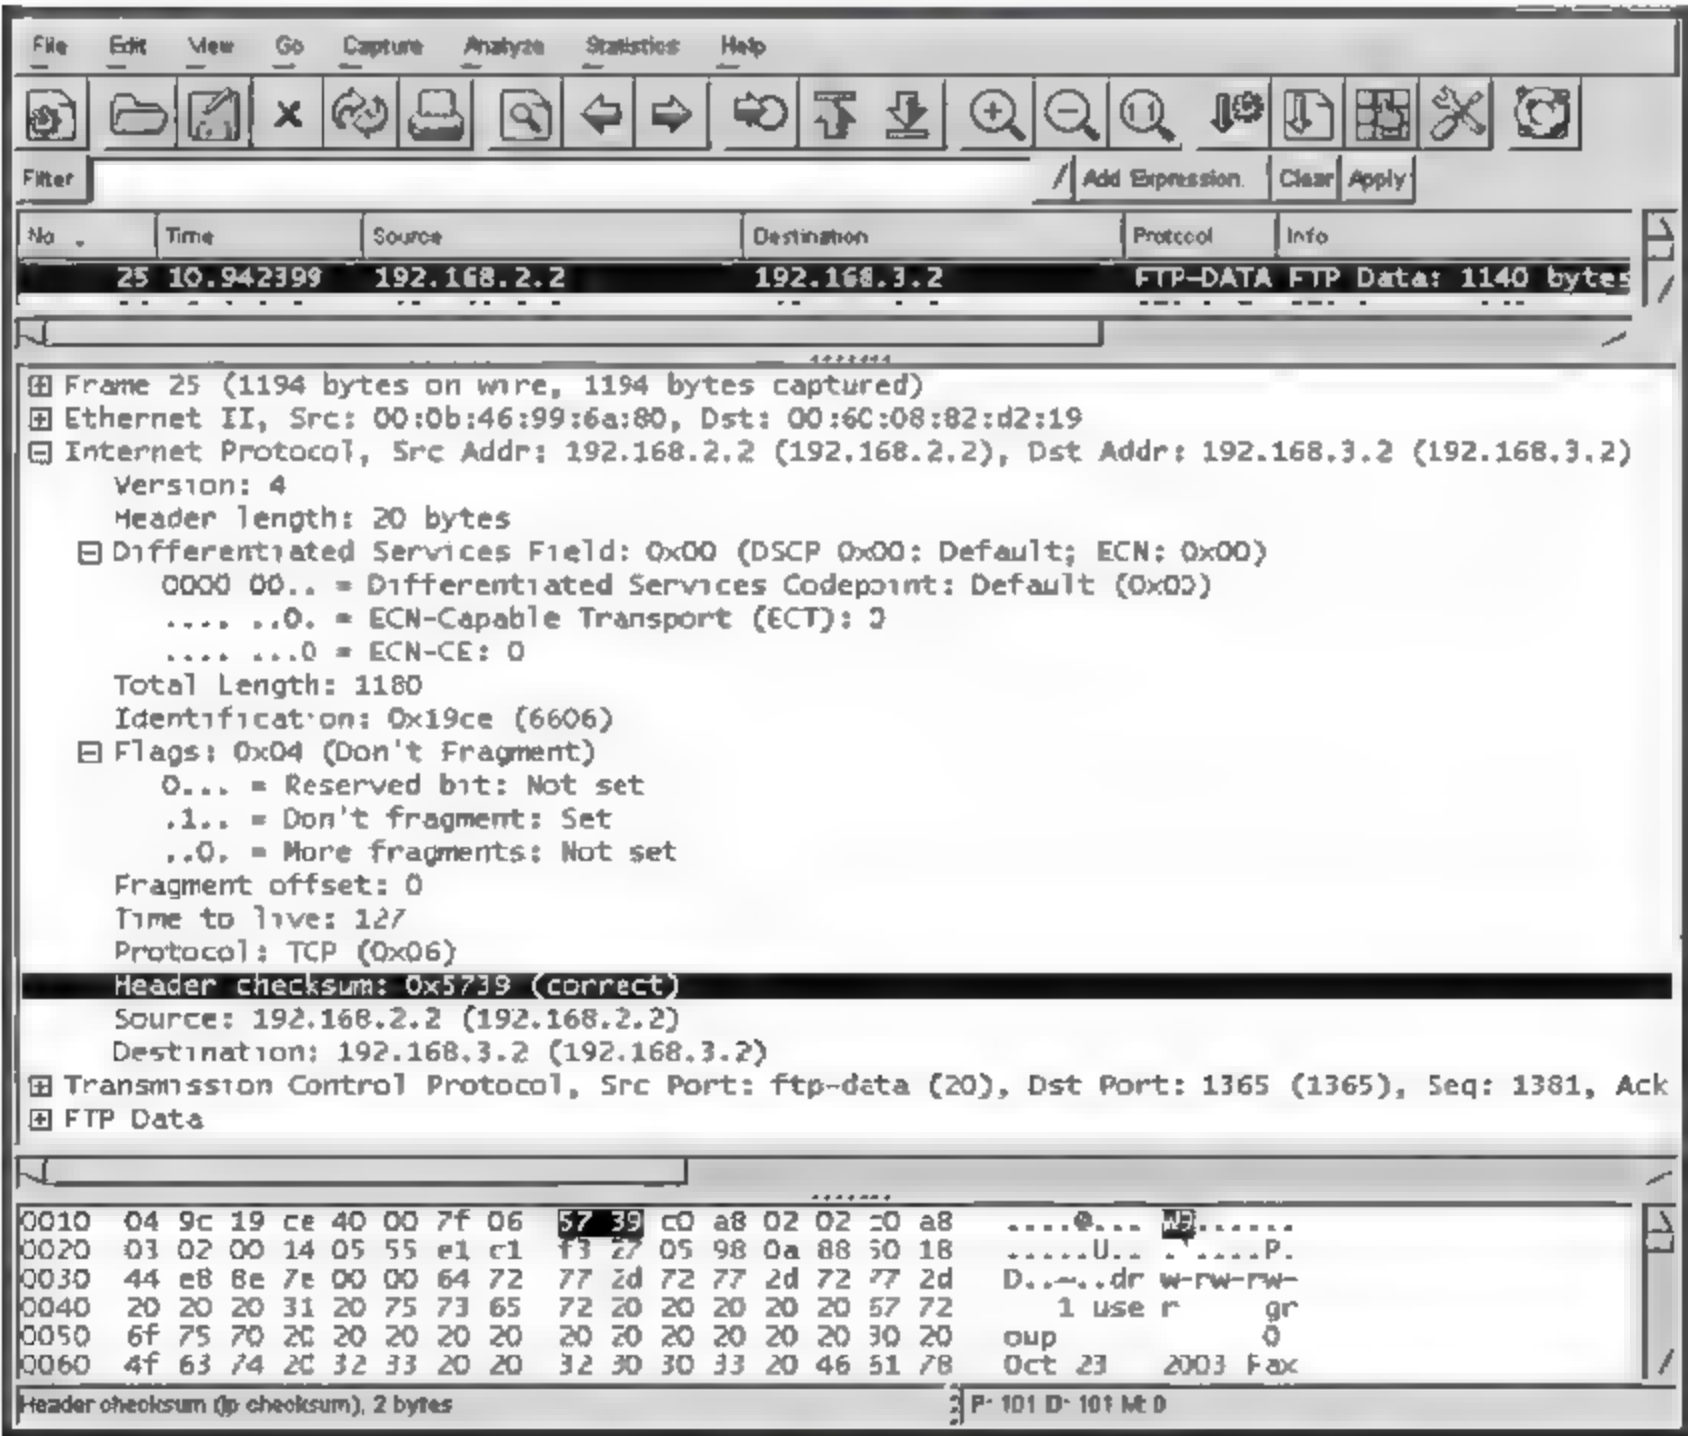 File Edit View Go Capture Analyze Statistics Help
Filter Add Expression. Clear Apply
No. Time Source Destination Protocol Info
25 10.942399 192.168.2.2 192.168.3.2 FTP-DATA FTP Data: 1140 bytes
Frame 25 (1194 bytes on wire, 1194 bytes captured)
Ethernet II, Src: 00:0b:46:99:6a:80, Dst: 00:60:08:82:d2:19
Internet Protocol, Src Addr: 192.168.2.2 (192.168.2.2), Dst Addr: 192.168.3.2 (192.168.3.2)
Version: 4
Header length: 20 bytes
Differentiated Services Field: 0x00 (DSCP 0x00: Default; ECN: 0x00)
0000 00.. = Differentiated Services Codepoint: Default (0x00)
.... ..0. = ECN-Capable Transport (ECT): 0
.... ...0 = ECN-CE: 0
Total Length: 1180
Identification: 0x19ce (6606)
Flags: 0x04 (Don't Fragment)
0... = Reserved bit: Not set
.1.. = Don't fragment: Set
..0. = More fragments: Not set
Fragment offset: 0
Time to live: 127
Protocol: TCP (0x06)
Header checksum: 0x5739 (correct)
Source: 192.168.2.2 (192.168.2.2)
Destination: 192.168.3.2 (192.168.3.2)
Transmission Control Protocol, Src Port: ftp-data (20), Dst Port: 1365 (1365), Seq: 1381, Ack
FTP Data
0010 04 9c 19 ce 40 00 7f 06 57 39 c0 a8 02 02 c0 a8 ....@... W9......
0020 03 02 00 14 05 55 e1 c1 f3 27 05 98 0a 88 50 18 .....U.. .'....P.
0030 44 e8 8e 7e 00 00 64 72 77 2d 72 77 2d 72 77 2d D..~..dr w-rw-rw-
0040 20 20 20 31 20 75 73 65 72 20 20 20 20 20 67 72 1 use r gr
0050 6f 75 70 20 20 20 20 20 20 20 20 20 20 20 30 20 oup 0
0060 4f 63 74 20 32 33 20 20 32 30 30 33 20 46 61 78 Oct 23 2003 Fax
Header checksum (ip checksum), 2 bytes P: 101 D: 101 M: 0